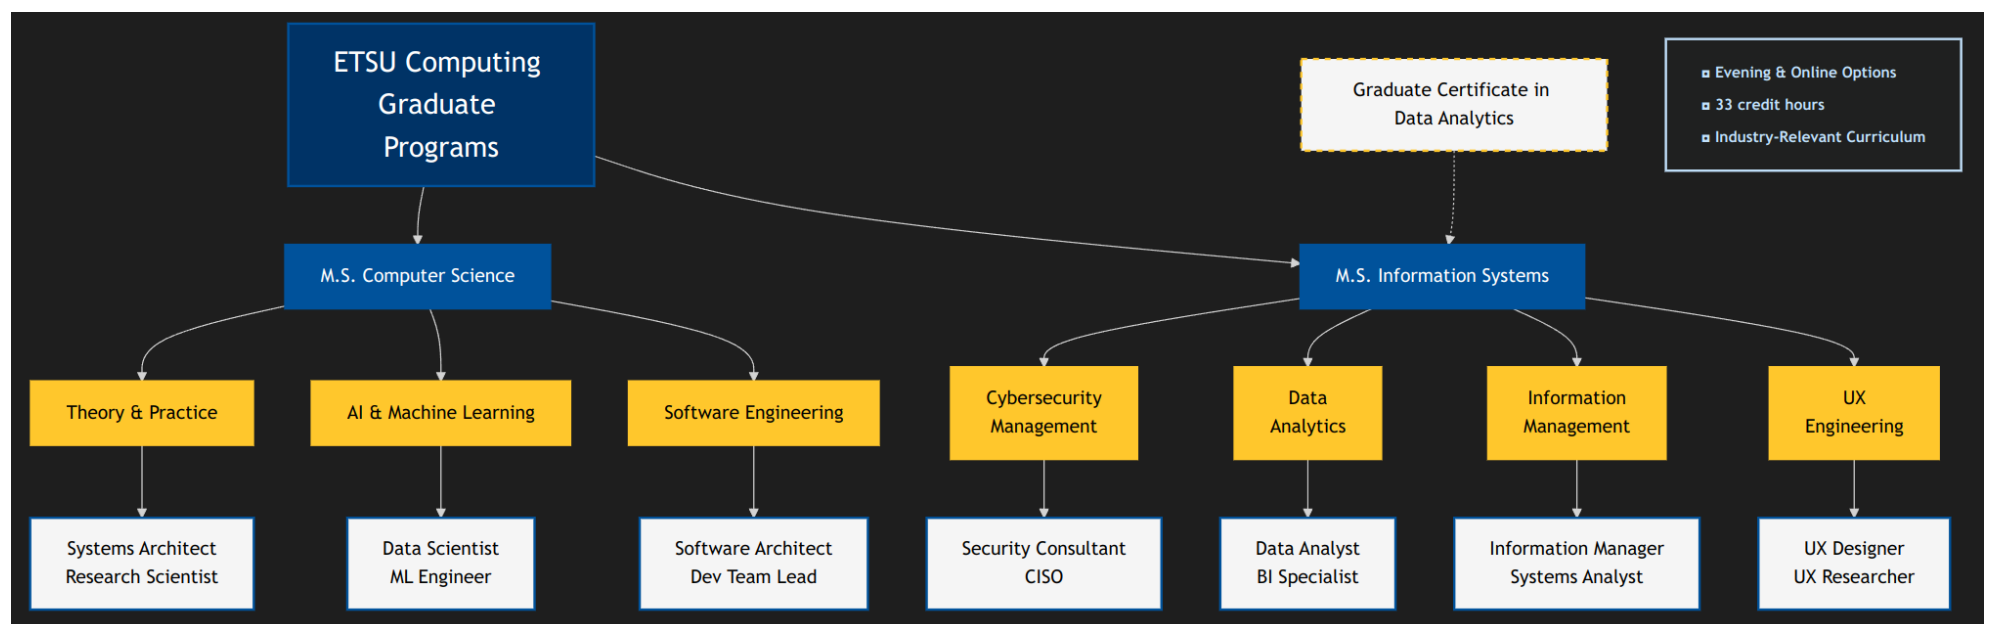 ETSU Computing
Graduate
Programs
Graduate Certificate in
Data Analytics
Evening & Online Options
33 credit hours
Industry-Relevant Curriculum
M.S. Computer Science
M.S. Information Systems
Theory & Practice
AI & Machine Learning
Software Engineering
Cybersecurity
Management
Data
Analytics
Information
Management
UX
Engineering
Systems Architect
Research Scientist
Data Scientist
ML Engineer
Software Architect
Dev Team Lead
Security Consultant
CISO
Data Analyst
BI Specialist
Information Manager
Systems Analyst
UX Designer
UX Researcher